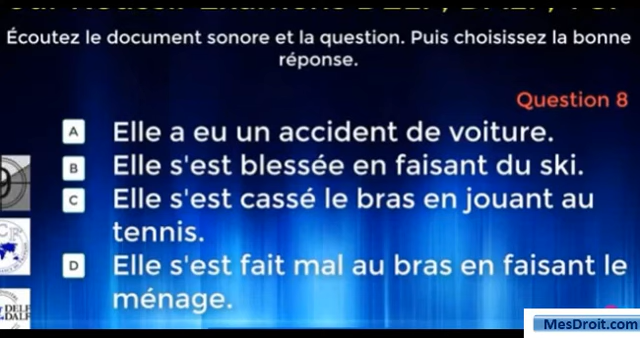 Écoutez le document sonore et la question. Puis choisissez la bonne
réponse.
Question 8
A Elle a eu un accident de voiture.
B Elle s'est blessée en faisant du ski.
C Elle s'est cassé le bras en jouant au
tennis.
D Elle s'est fait mal au bras en faisant le
ménage.
DELF
DALF
MesDroit.com